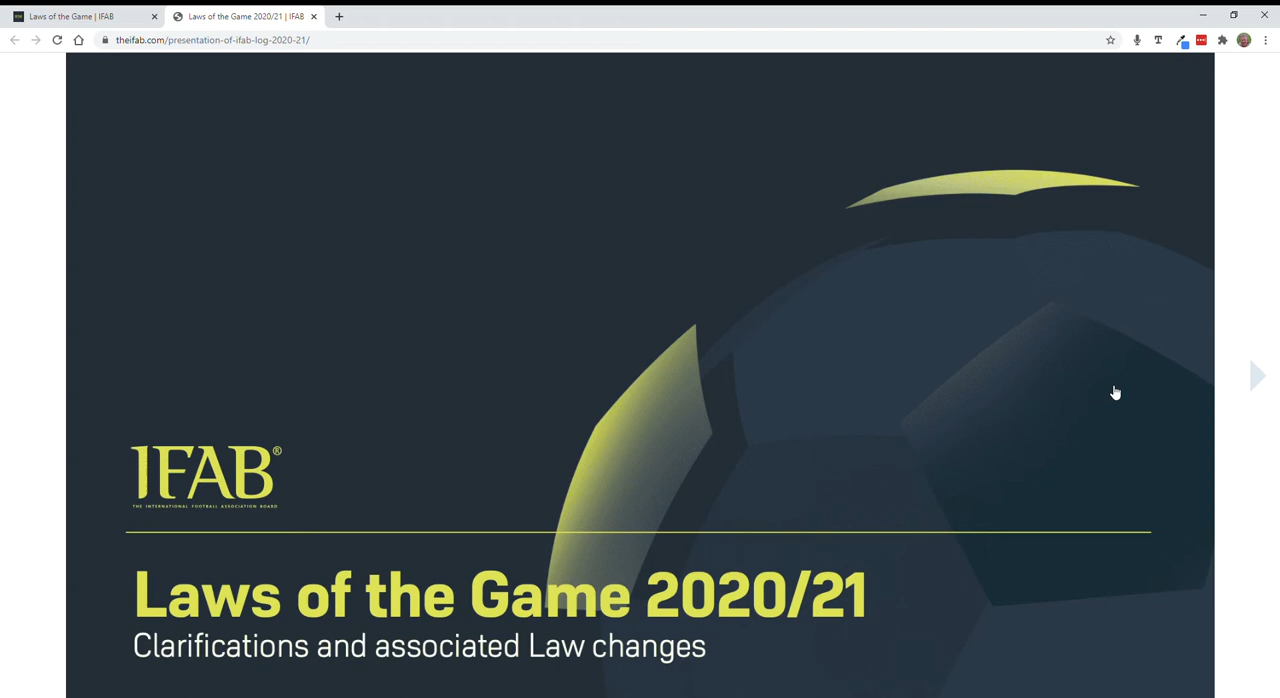 Laws of the Game | IFAB
Laws of the Game 2020/21 | IFAB
theifab.com/presentation-of-ifab-log-2020-21/
IFAB®
THE INTERNATIONAL FOOTBALL ASSOCIATION BOARD
Laws of the Game 2020/21
Clarifications and associated Law changes